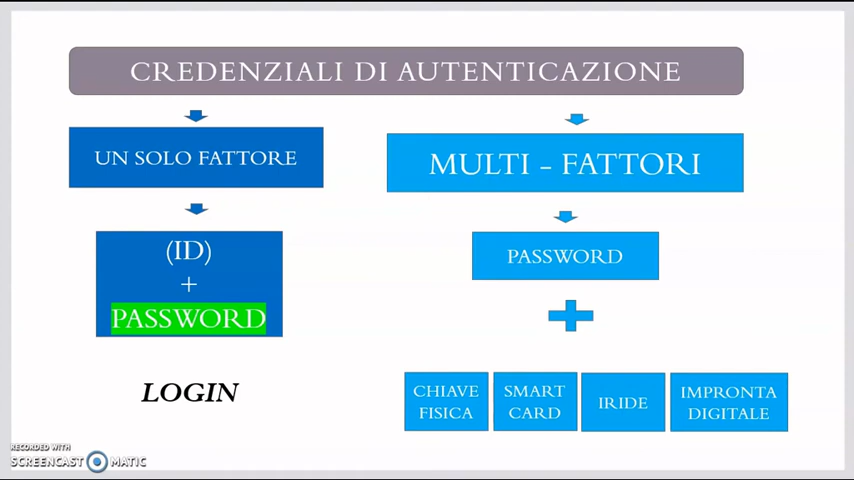 CREDENZIALI DI AUTENTICAZIONE
UN SOLO FATTORE
(ID)
+
PASSWORD
LOGIN
MULTI - FATTORI
PASSWORD
CHIAVE
FISICA
SMART
CARD
IRIDE
IMPRONTA
DIGITALE
RECORDED WITH
SCREENCAST MATIC